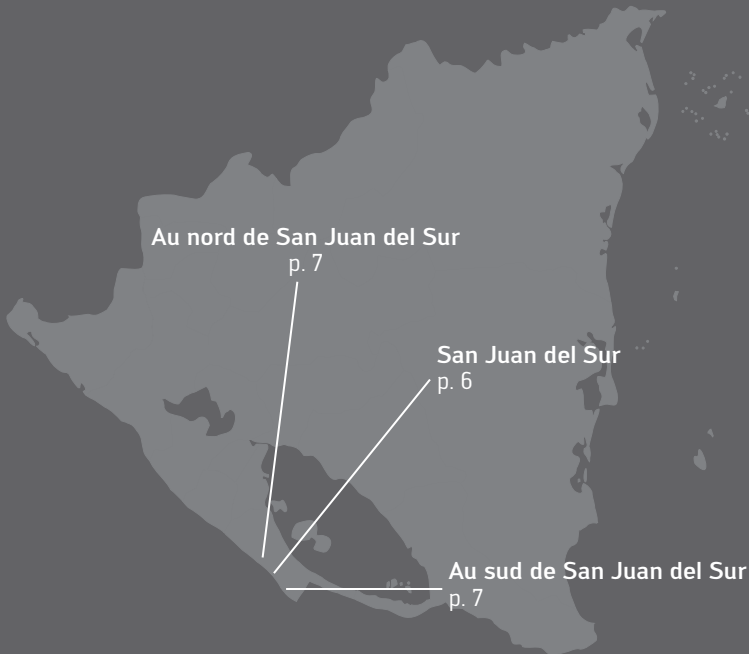 Au nord de San Juan del Sur
p. 7
San Juan del Sur
p. 6
Au sud de San Juan del Sur
p. 7